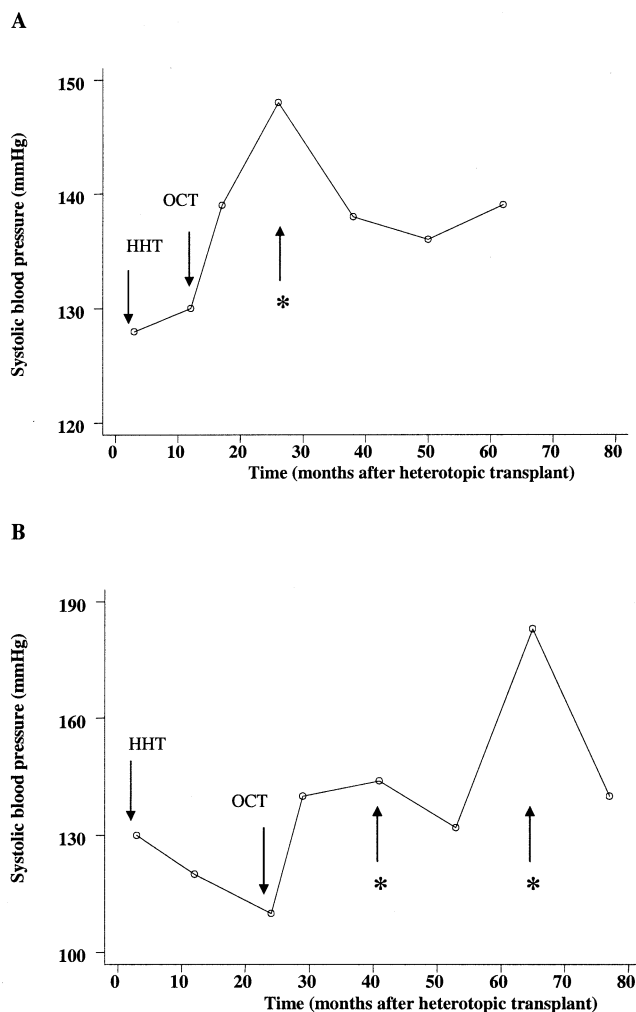 A
Systolic blood pressure (mmHg)
150
140
130
120
HHT
OCT
*
0 10 20 30 40 50 60 70 80
Time (months after heterotopic transplant)
B
Systolic blood pressure (mmHg)
190
160
130
100
HHT
OCT
* *
0 10 20 30 40 50 60 70 80
Time (months after heterotopic transplant)